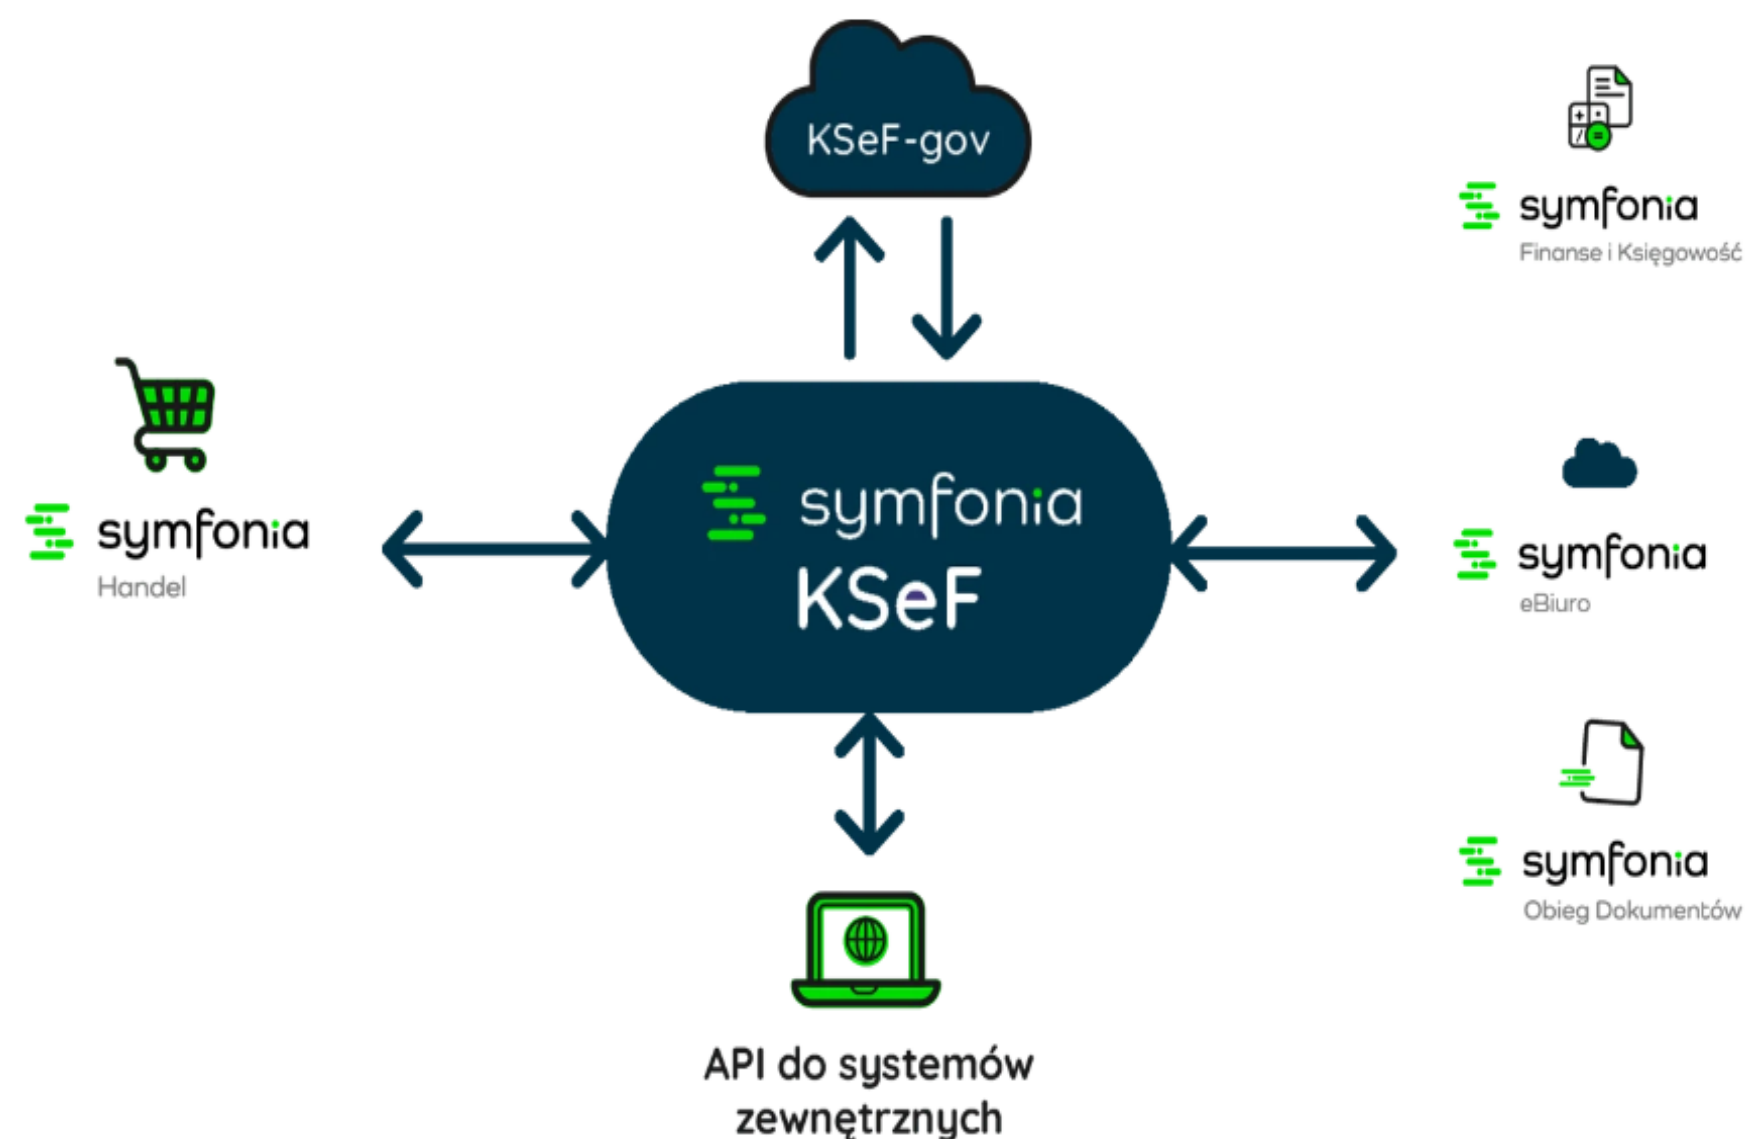 KSeF-gov
symfonia
Finanse i Księgowość
symfonia
Handel
symfonia
KSeF
symfonia
eBiuro
symfonia
Obieg Dokumentów
API do systemów
zewnętrznych